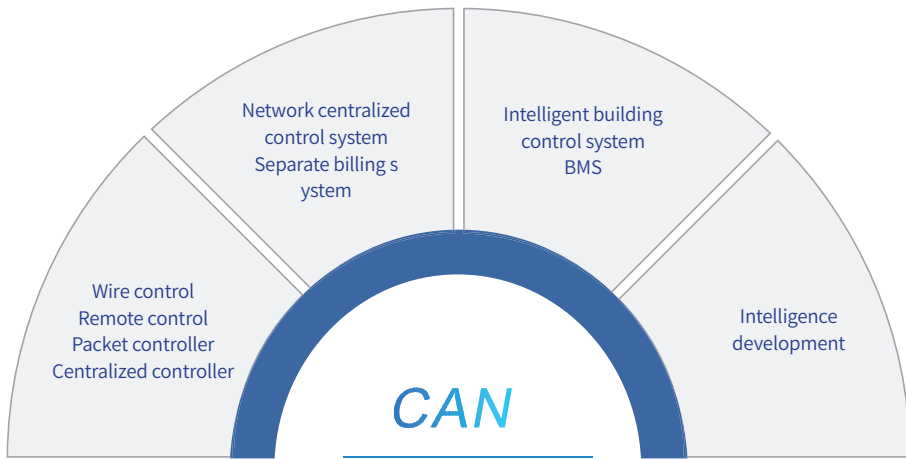 Network centralized
control system
Separate billing s
ystem
Intelligent building
control system
BMS
Wire control
Remote control
Packet controller
Centralized controller
Intelligence
development
CAN